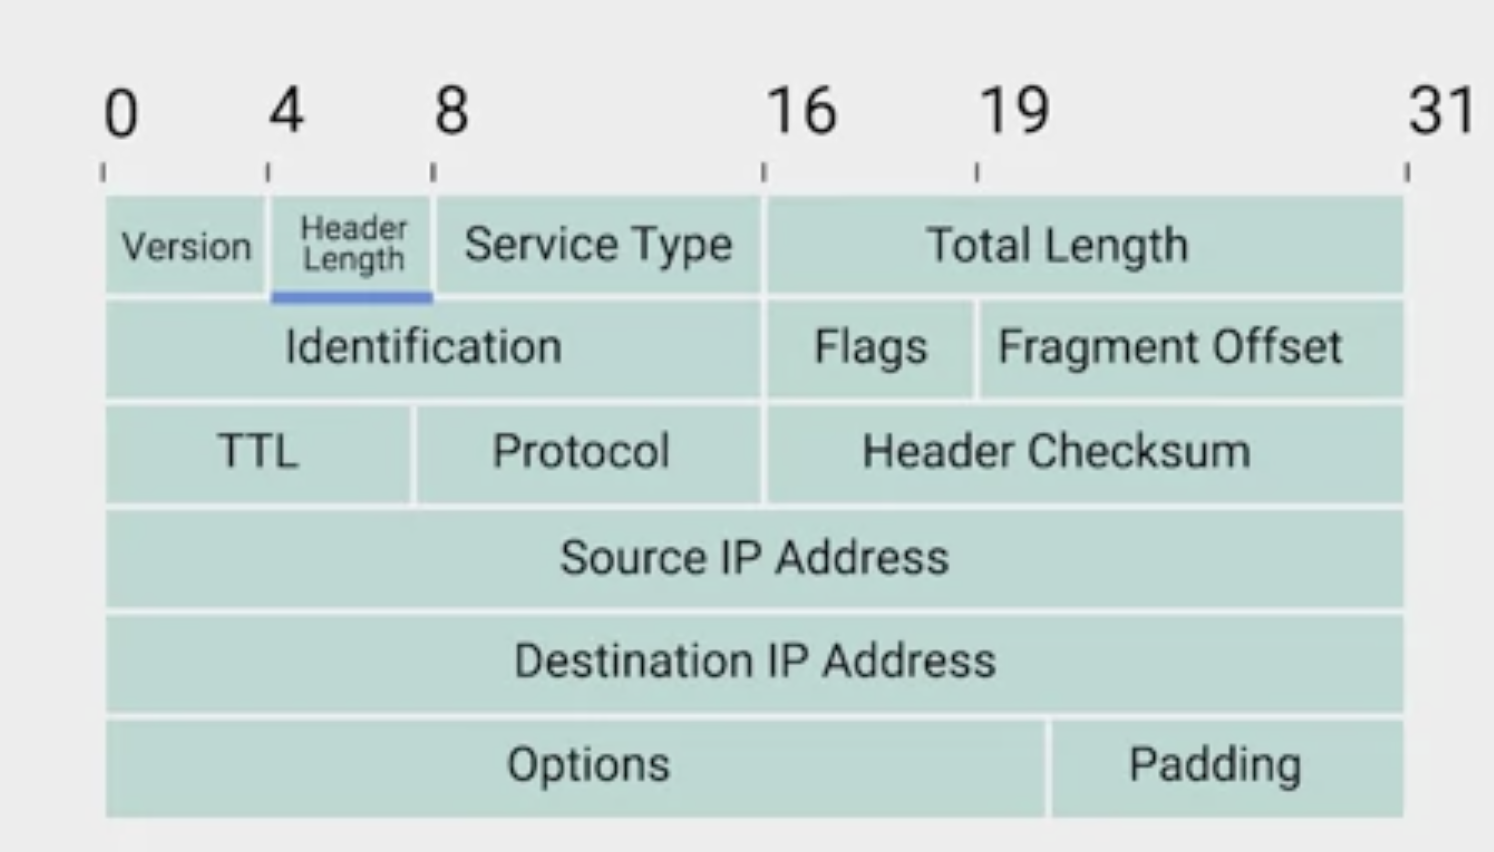 0 4 8 16 19 31
Version Header Length Service Type Total Length
Identification Flags Fragment Offset
TTL Protocol Header Checksum
Source IP Address
Destination IP Address
Options Padding